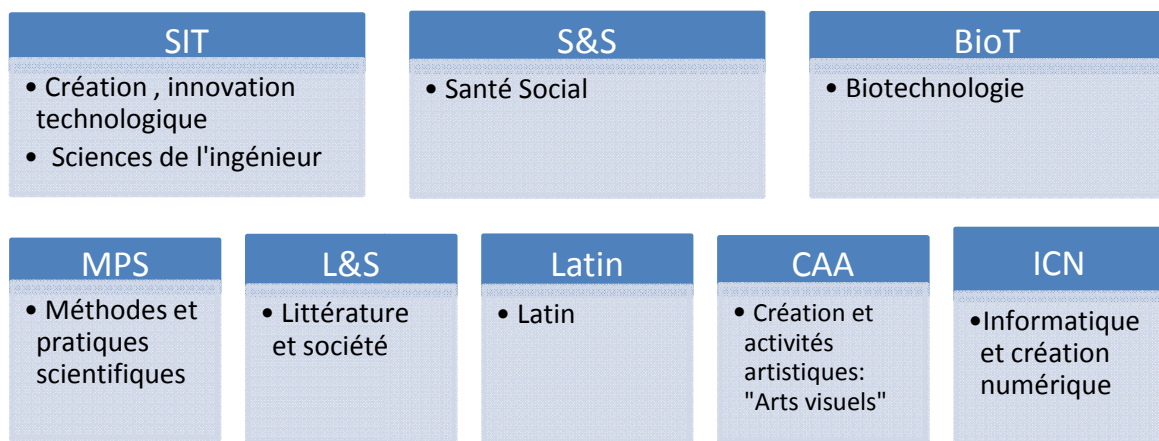 SIT
• Création , innovation
technologique
• Sciences de l'ingénieur
S&S
• Santé Social
BioT
• Biotechnologie
MPS
• Méthodes et
pratiques
scientifiques
L&S
• Littérature
et société
Latin
• Latin
CAA
• Création et
activités
artistiques:
"Arts visuels"
ICN
•Informatique
et création
numérique